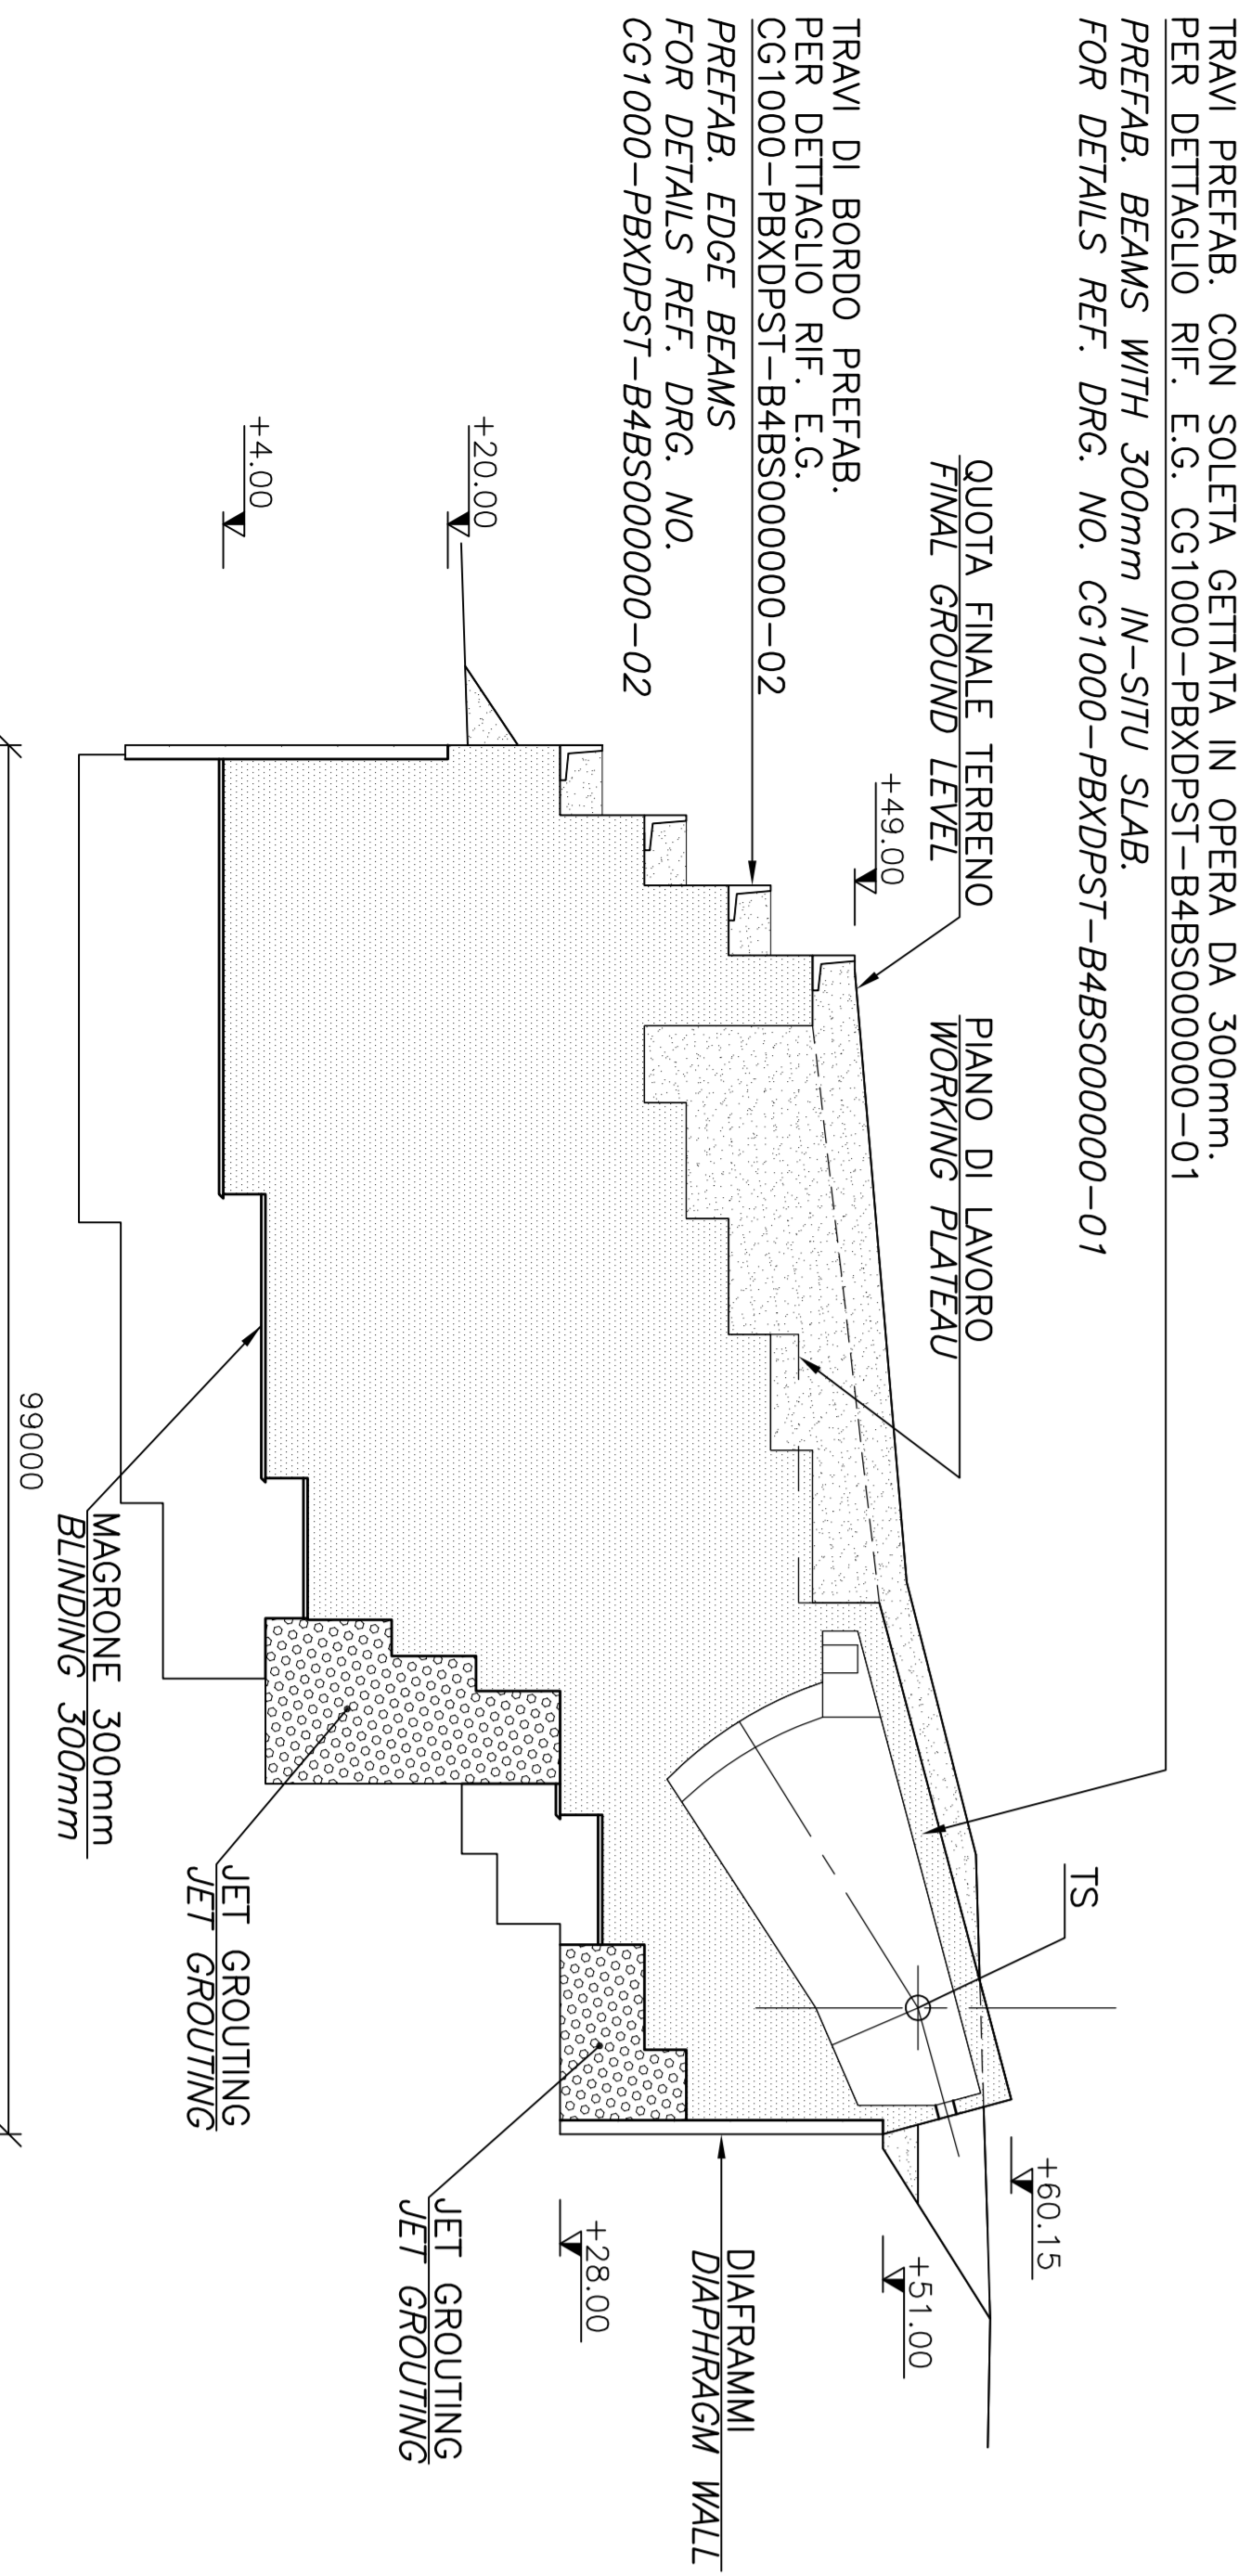 TRAVI PREFAB. CON SOLETA GETTATA IN OPERA DA 300mm.
PER DETTAGLIO RIF. E.G. CG1000-PBXDPST-B4BS000000-01
PREFAB. BEAMS WITH 300mm IN-SITU SLAB.
FOR DETAILS REF. DRG. NO. CG1000-PBXDPST-B4BS000000-01
TS
+60.15
QUOTA FINALE TERRENO
FINAL GROUND LEVEL
PIANO DI LAVORO
WORKING PLATEAU
+49.00
+51.00
TRAVI DI BORDO PREFAB.
PER DETTAGLIO RIF. E.G.
CG1000-PBXDPST-B4BS000000-02
PREFAB. EDGE BEAMS
FOR DETAILS REF. DRG. NO.
CG1000-PBXDPST-B4BS000000-02
DIAFRAMMI
DIAPHRAGM WALL
+28.00
+20.00
JET GROUTING
JET GROUTING
+4.00
JET GROUTING
JET GROUTING
MAGRONE 300mm
BLINDING 300mm
99000